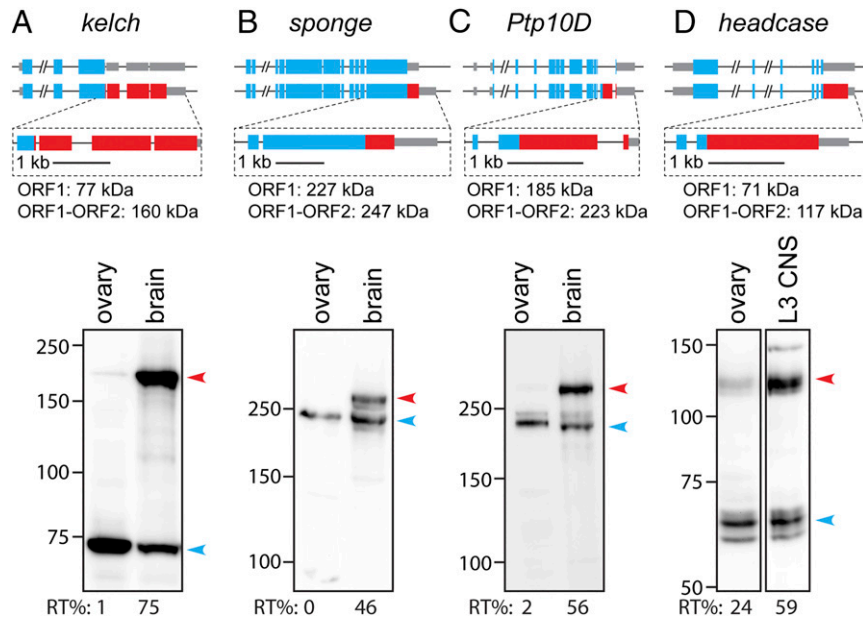 A kelch B sponge C Ptp10D D headcase
1 kb 1 kb 1 kb 1 kb
ORF1: 77 kDa ORF1: 227 kDa ORF1: 185 kDa ORF1: 71 kDa
ORF1-ORF2: 160 kDa ORF1-ORF2: 247 kDa ORF1-ORF2: 223 kDa ORF1-ORF2: 117 kDa
ovary brain ovary brain ovary brain ovary L3 CNS
250
150
100
75
RT%: 1 75
250
150
100
RT%: 0 46
250
150
100
RT%: 2 56
150
100
75
50
RT%: 24 59